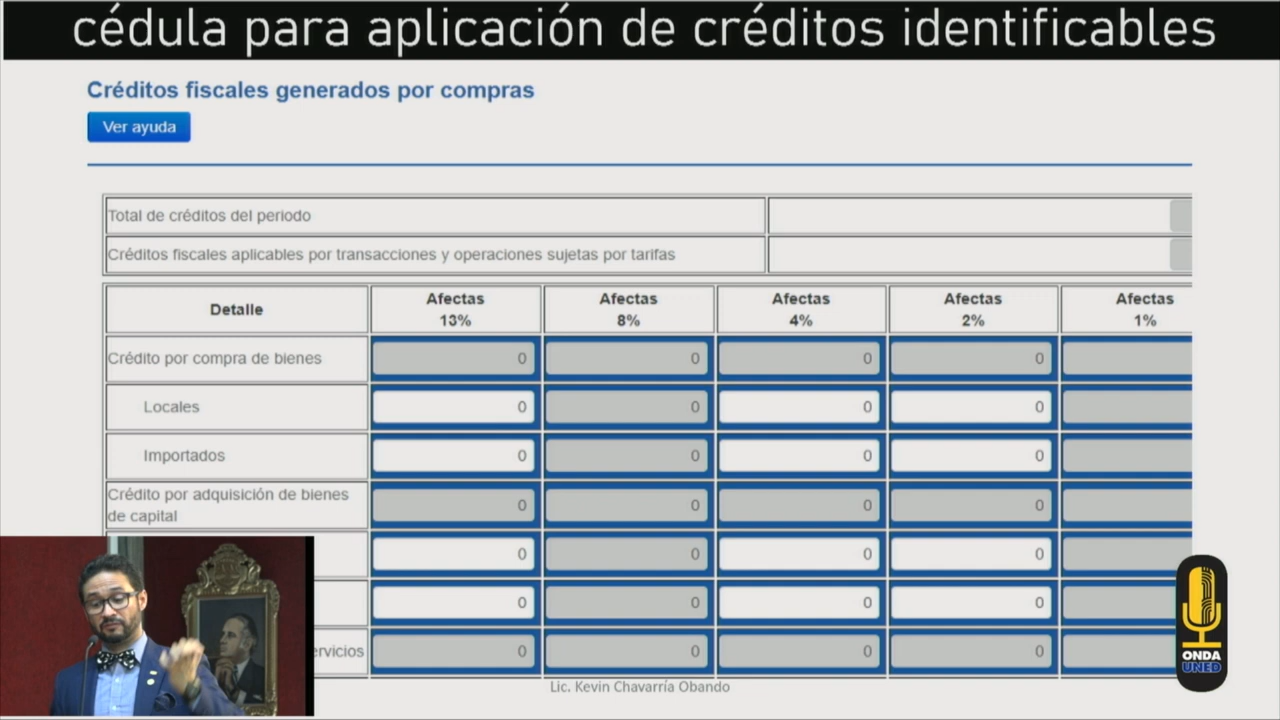 cédula para aplicación de créditos identificables
Créditos fiscales generados por compras
Ver ayuda
Total de créditos del periodo
Créditos fiscales aplicables por transacciones y operaciones sujetas por tarifas
Detalle Afectas 13% Afectas 8% Afectas 4% Afectas 2% Afectas 1%
Crédito por compra de bienes 0 0 0 0
Locales 0 0 0 0
Importados 0 0 0 0
Crédito por adquisición de bienes de capital 0 0 0 0
0 0 0 0
0 0 0 0
ervicios 0 0 0 0
Lic. Kevin Chavarría Obando
ONDA
UNED